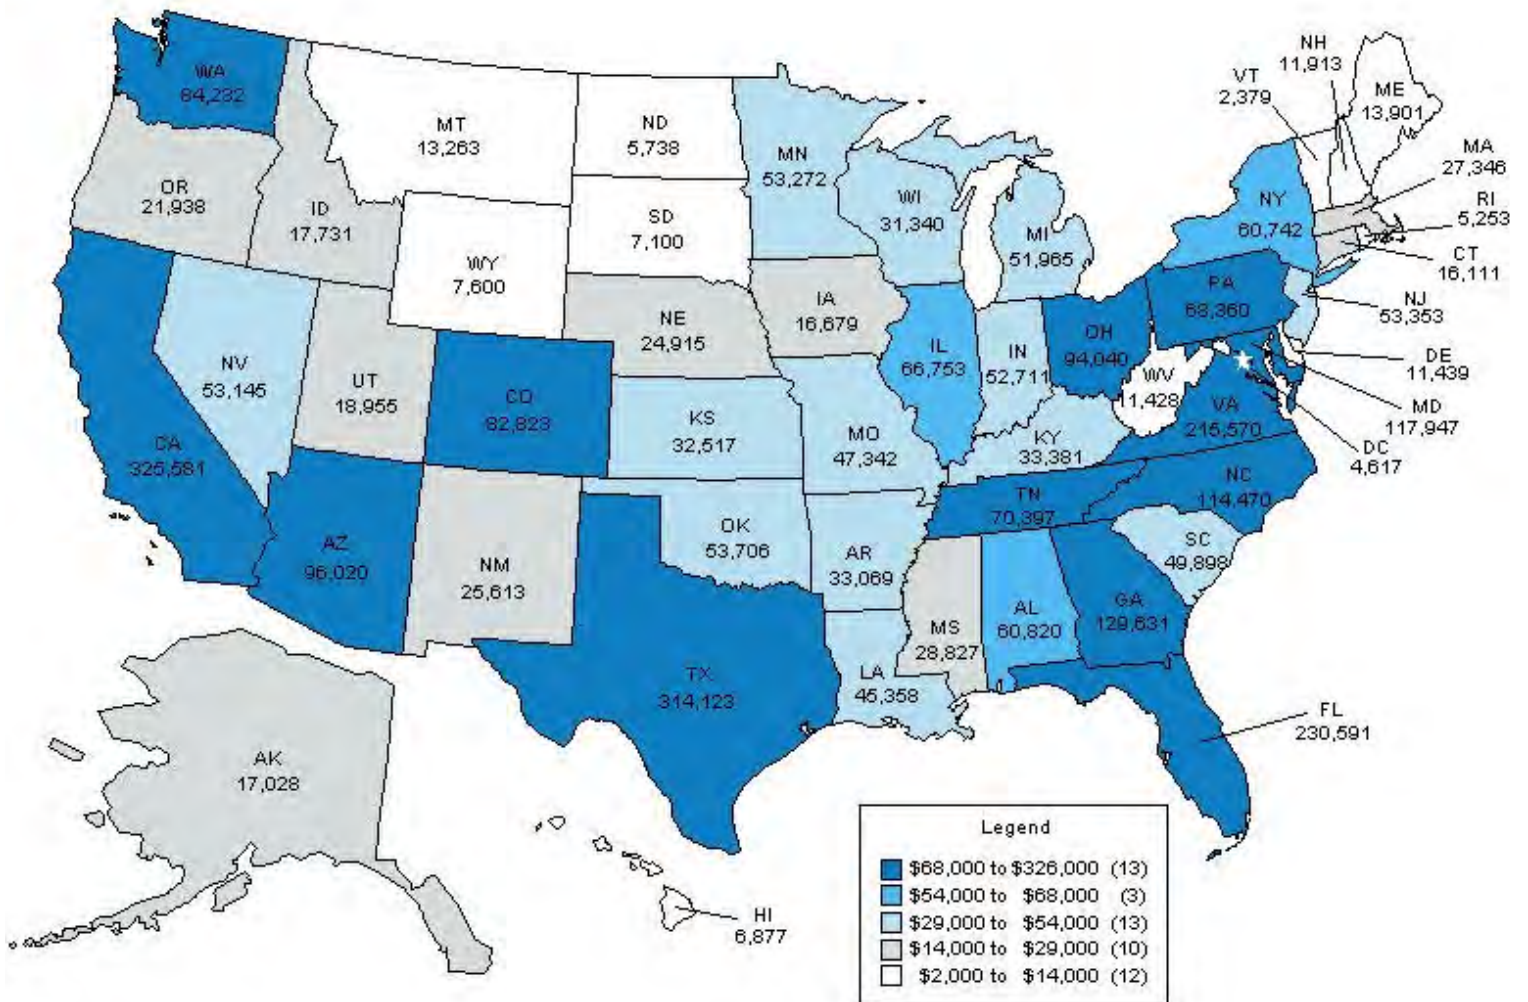 WA
84,232
MT
13,263
ND
5,738
MN
53,272
VT
2,379
NH
11,913
ME
13,901
MA
27,346
RI
5,253
CT
16,111
NJ
53,353
DE
11,439
MD
117,947
DC
4,617
OR
21,938
ID
17,731
WY
7,600
SD
7,100
WI
31,340
MI
51,965
NY
60,742
PA
68,360
NV
53,145
UT
18,955
CO
82,823
NE
24,915
IA
16,679
IL
66,753
IN
52,711
OH
94,040
WV
11,428
VA
215,570
CA
325,581
KS
32,517
MO
47,342
KY
33,381
AZ
96,020
NM
25,613
OK
53,706
AR
33,069
TN
70,397
NC
114,470
SC
49,898
TX
314,123
LA
45,358
MS
28,827
AL
60,820
GA
129,631
FL
230,591
AK
17,028
HI
6,877
Legend
$68,000 to $326,000 (13)
$54,000 to $68,000 (3)
$29,000 to $54,000 (13)
$14,000 to $29,000 (10)
$2,000 to $14,000 (12)